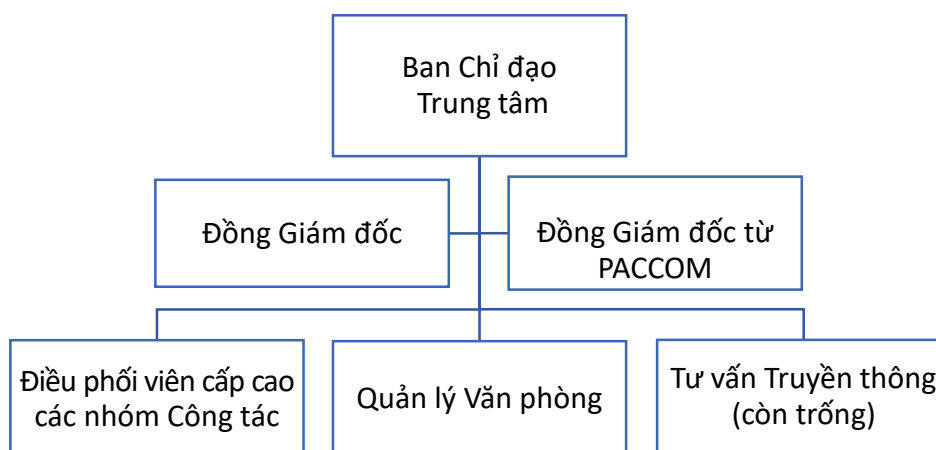 Ban Chỉ đạo
Trung tâm
Đồng Giám đốc
Đồng Giám đốc từ
PACCOM
Điều phối viên cấp cao
các nhóm Công tác
Quản lý Văn phòng
Tư vấn Truyền thông
(còn trống)